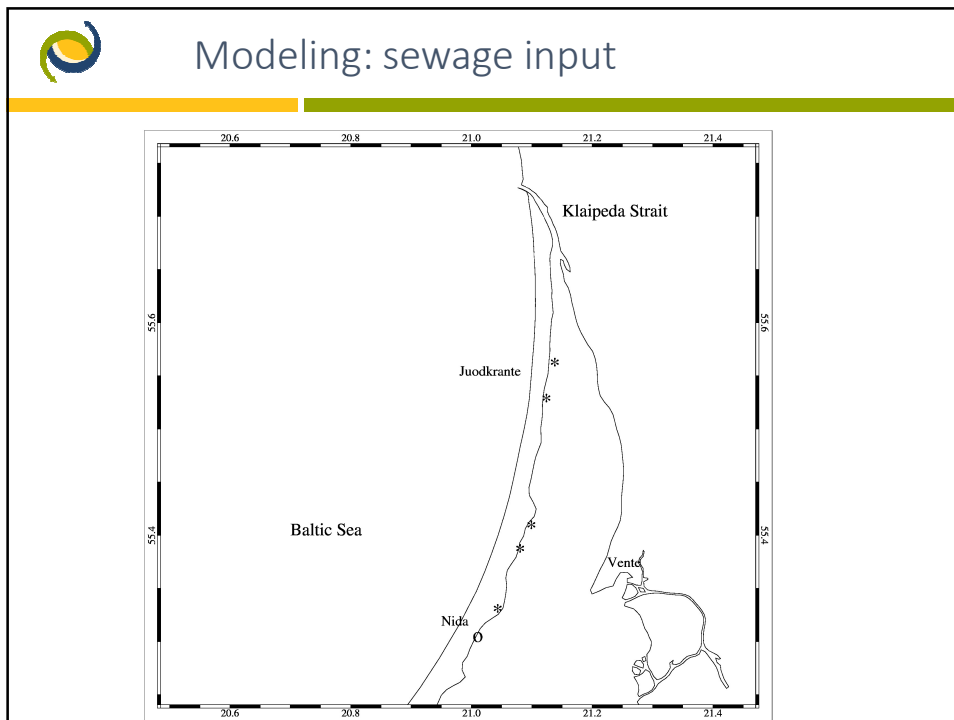 Modeling: sewage input
20.6 20.8 21.0 21.2 21.4
Klaipeda Strait
55.6 55.6
*
Juodkrante
*
*
Baltic Sea
55.4 55.4
*
Vente
*
Nida
O
20.6 20.8 21.0 21.2 21.4